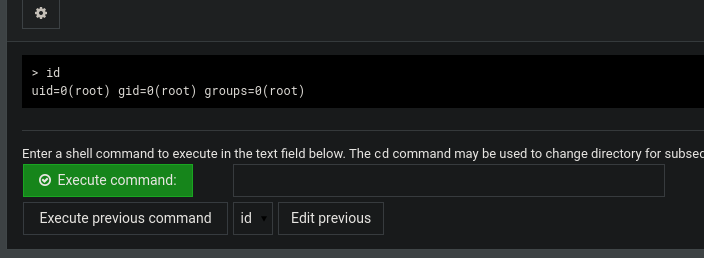 > id
uid=0(root) gid=0(root) groups=0(root)
Enter a shell command to execute in the text field below. The cd command may be used to change directory for
Execute command:
Execute previous command id Edit previous